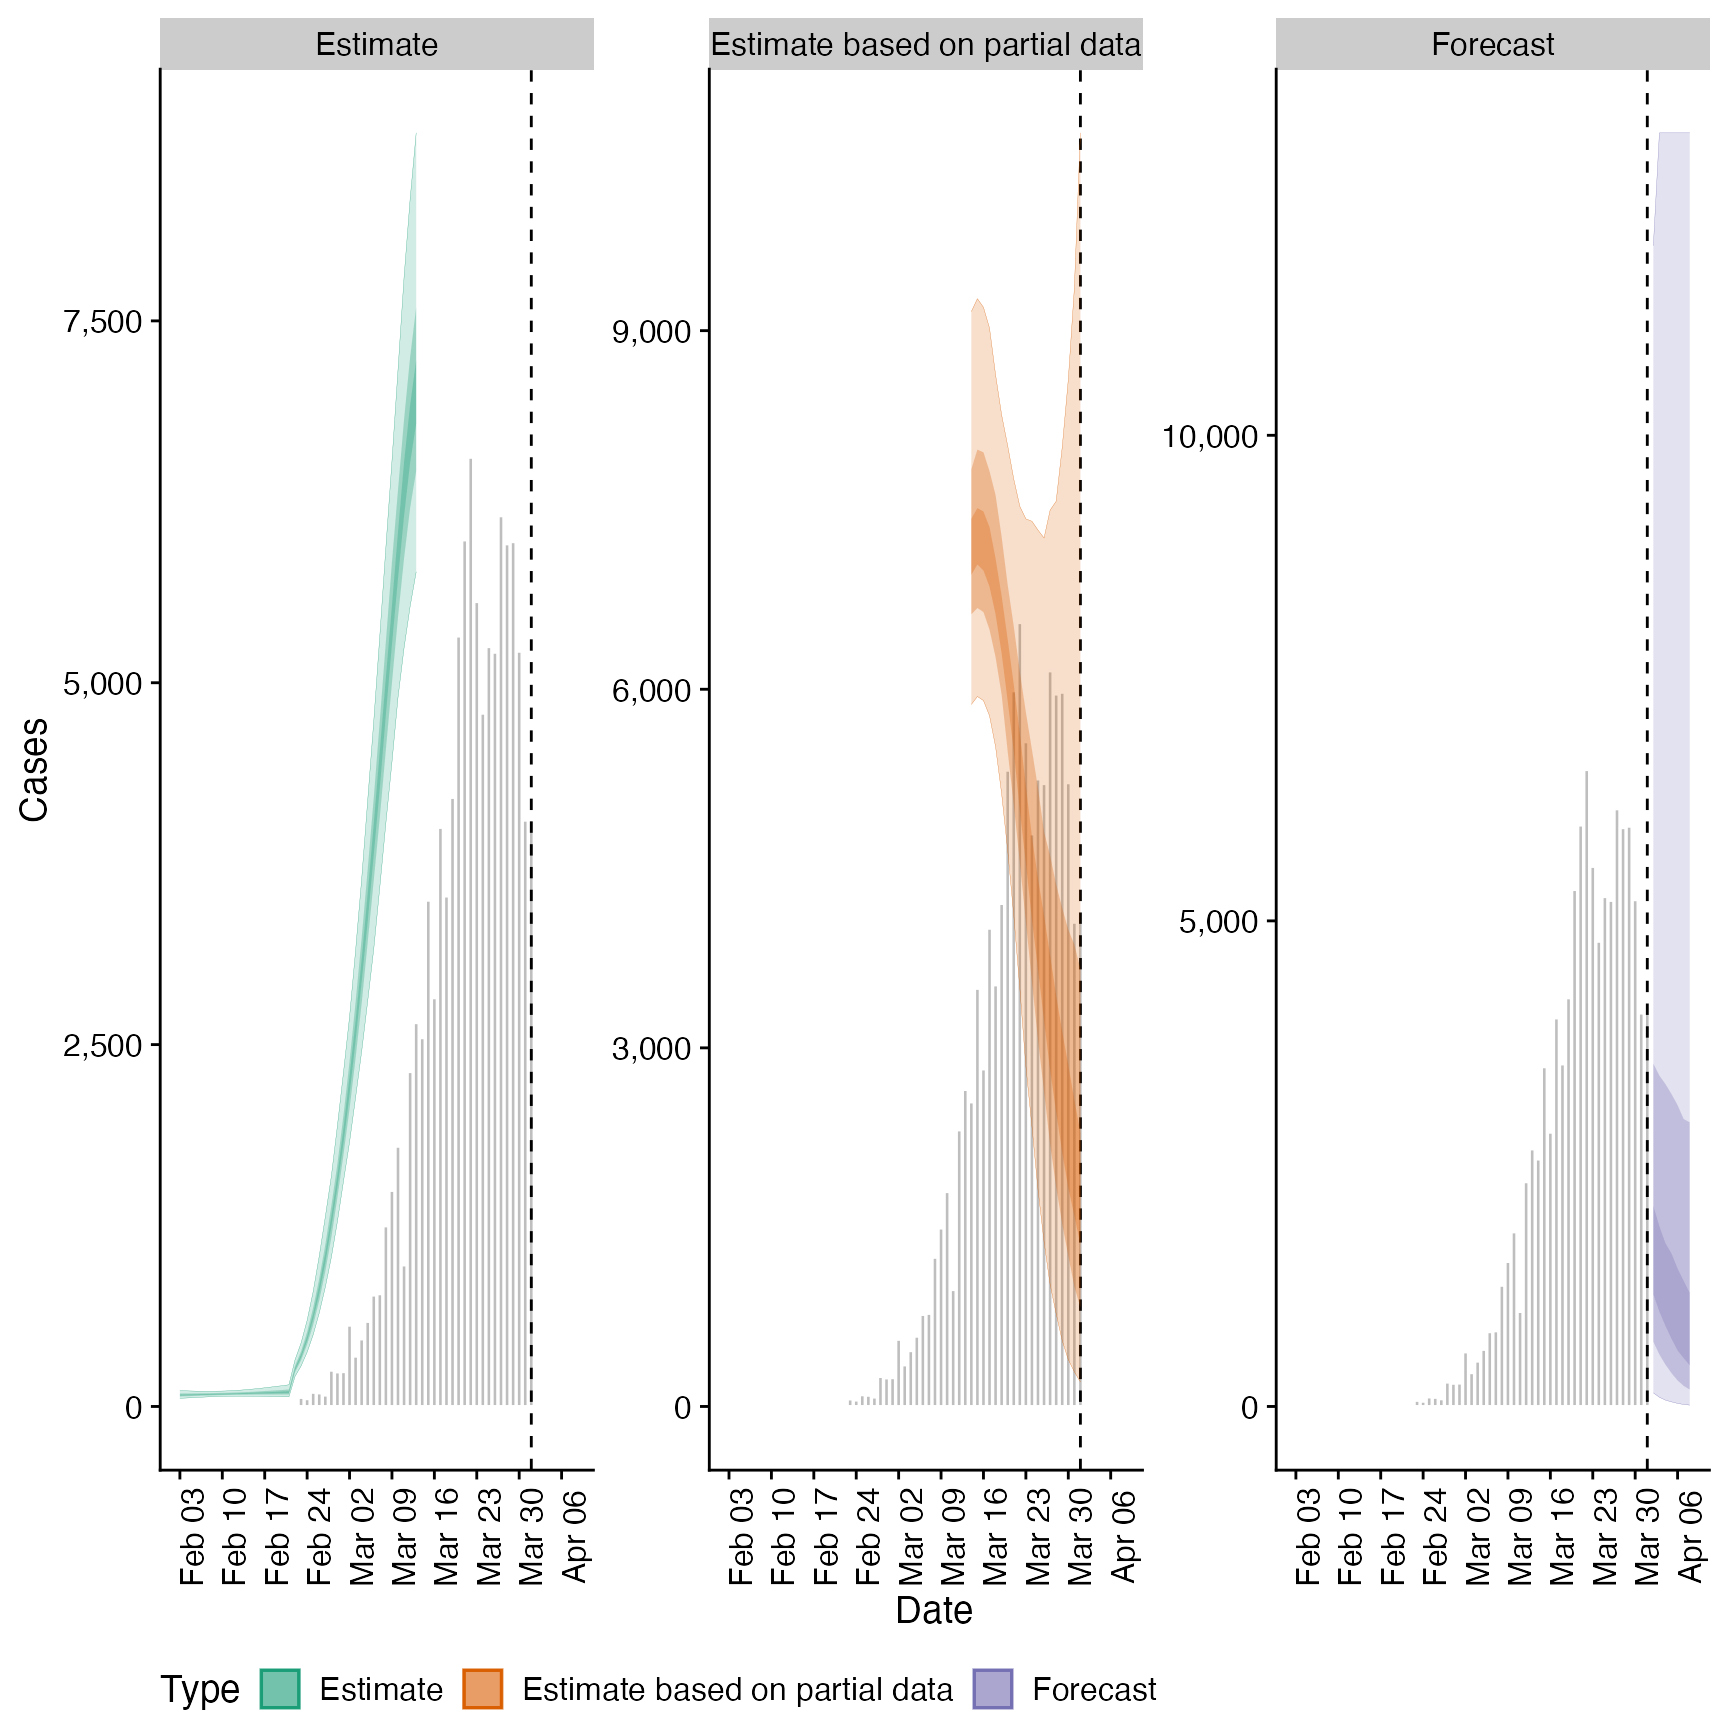 Estimate
Estimate based on partial data
Forecast
Cases
7,500
5,000
2,500
0
9,000
6,000
3,000
0
10,000
5,000
0
Feb 03
Feb 10
Feb 17
Feb 24
Mar 02
Mar 09
Mar 16
Mar 23
Mar 30
Apr 06
Feb 03
Feb 10
Feb 17
Feb 24
Mar 02
Mar 09
Mar 16
Mar 23
Mar 30
Apr 06
Feb 03
Feb 10
Feb 17
Feb 24
Mar 02
Mar 09
Mar 16
Mar 23
Mar 30
Apr 06
Date
Type Estimate Estimate based on partial data Forecast